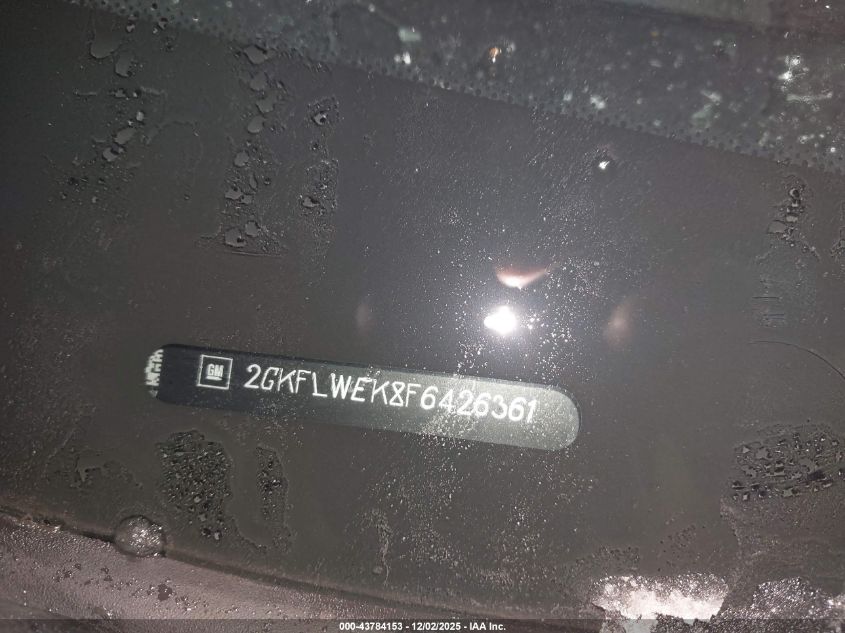 GM 2GKFLWEK8F6426361
000-43784153 - 12/02/2025 - IAA Inc.